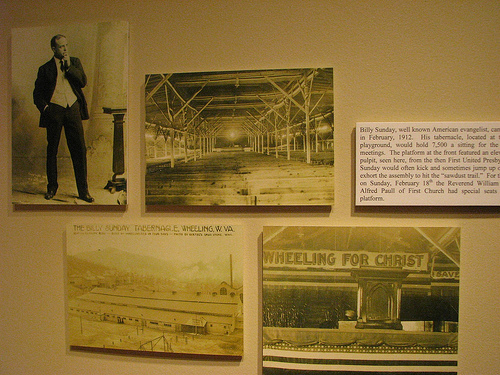 Billy Sunday, well known American evangelist,
in February, 1912. His tabernacle, located at
playground, would hold 7,500 a sitting for the
meetings. The platform at the front featured an
pulpit, seen here, from the then First United
Sunday would often kick and sometimes jump up
exhort the assembly to hit the "sawdust trail." For
on Sunday, February 18th the Reverend William
Alfred Paull of First Church had special seats
platform.
THE BILLY SUNDAY TABERNACLE, WHEELING, W. VA.
WHEELING FOR CHRIST
SAVE